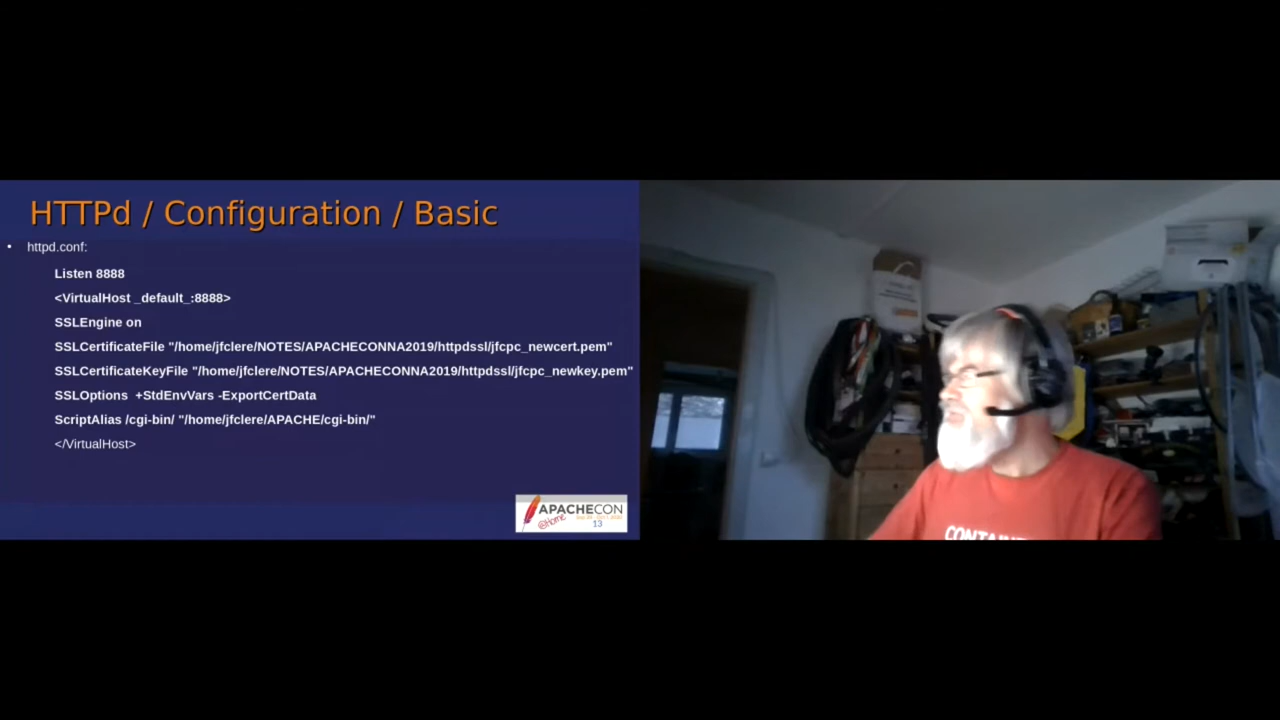 HTTPd / Configuration / Basic
• httpd.conf:
Listen 8888
<VirtualHost _default_:8888>
SSLEngine on
SSLCertificateFile "/home/jfclere/NOTES/APACHECONNA2019/httpdssl/jfcpc_newcert.pem"
SSLCertificateKeyFile "/home/jfclere/NOTES/APACHECONNA2019/httpdssl/jfcpc_newkey.pem"
SSLOptions  +StdEnvVars -ExportCertData
ScriptAlias /cgi-bin/ "/home/jfclere/APACHE/cgi-bin/"
</VirtualHost>
APACHECON
@Home
13